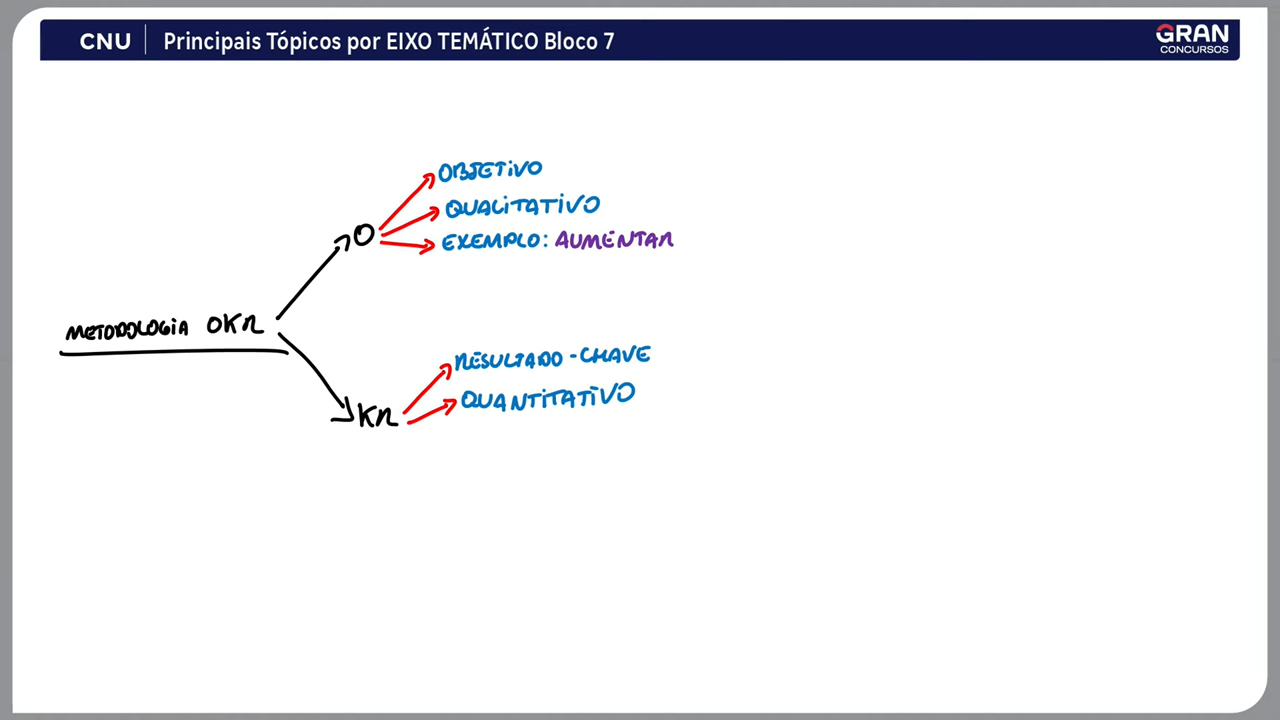 CNU Principais Tópicos por EIXO TEMÁTICO Bloco 7
GRAN
CONCURSOS
OBJETIVO
QUALITATIVO
O
EXEMPLO: AUMENTAR
METODOLOGIA OKR
RESULTADO-CHAVE
QUANTITATIVO
KR